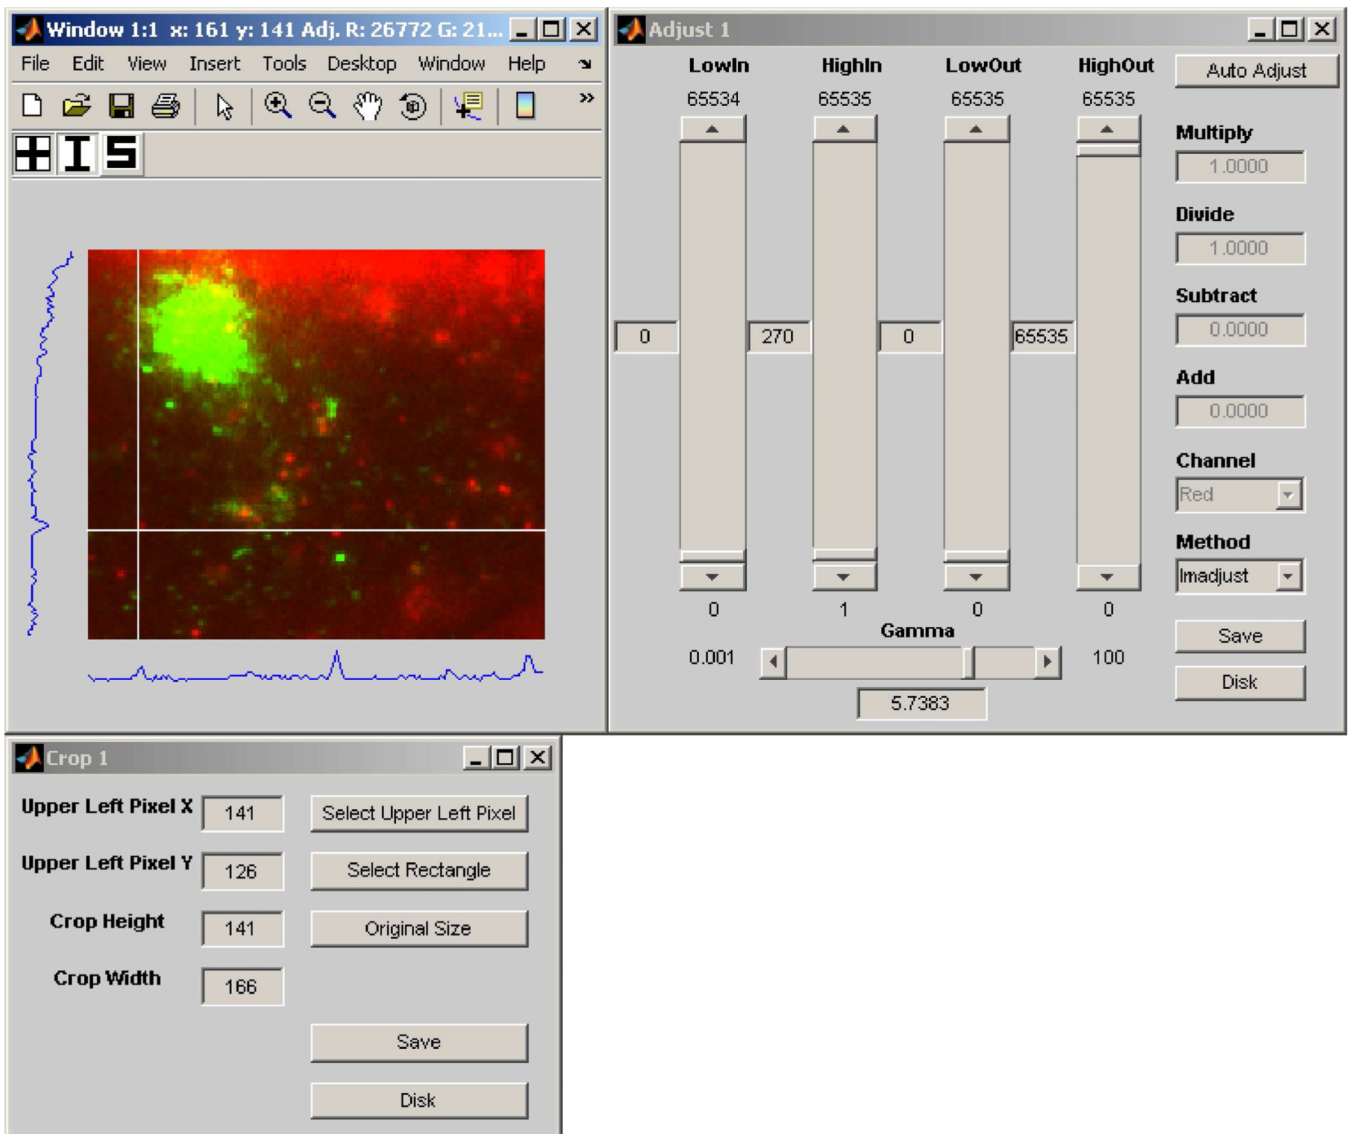 Window 1:1 x: 161 y: 141 Adj. R: 26772 G: 21...
File Edit View Insert Tools Desktop Window Help
Adjust 1
LowIn HighIn LowOut HighOut Auto Adjust
65534 65535 65535 65535
Multiply
1.0000
Divide
1.0000
Subtract
0.0000
0 270 0 65535
Add
0.0000
Channel
Red
Method
Imadjust
0 1 0 0
Gamma
Save
0.001 100
Disk
5.7383
Crop 1
Upper Left Pixel X 141 Select Upper Left Pixel
Upper Left Pixel Y 126 Select Rectangle
Crop Height 141 Original Size
Crop Width 166
Save
Disk